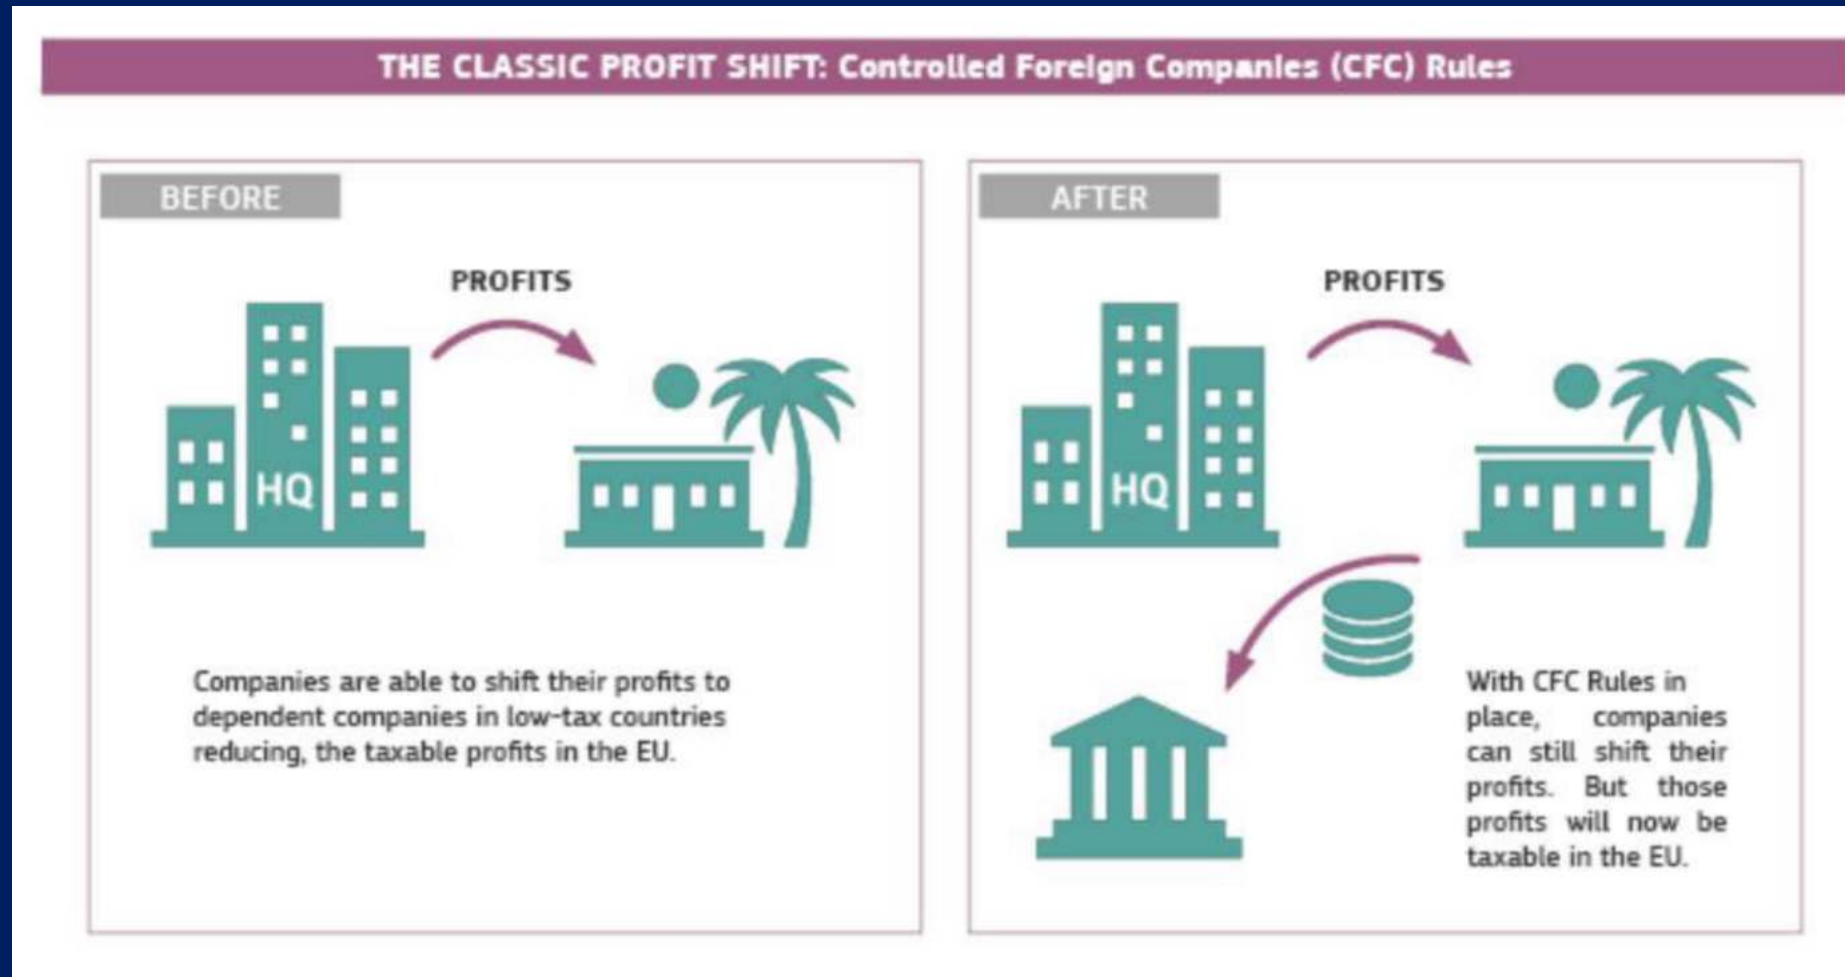 THE CLASSIC PROFIT SHIFT: Controlled Foreign Companies (CFC) Rules
BEFORE
PROFITS
HQ
Companies are able to shift their profits to
dependent companies in low-tax countries
reducing, the taxable profits in the EU.
AFTER
PROFITS
HQ
With CFC Rules in
place, companies
can still shift their
profits. But those
profits will now be
taxable in the EU.